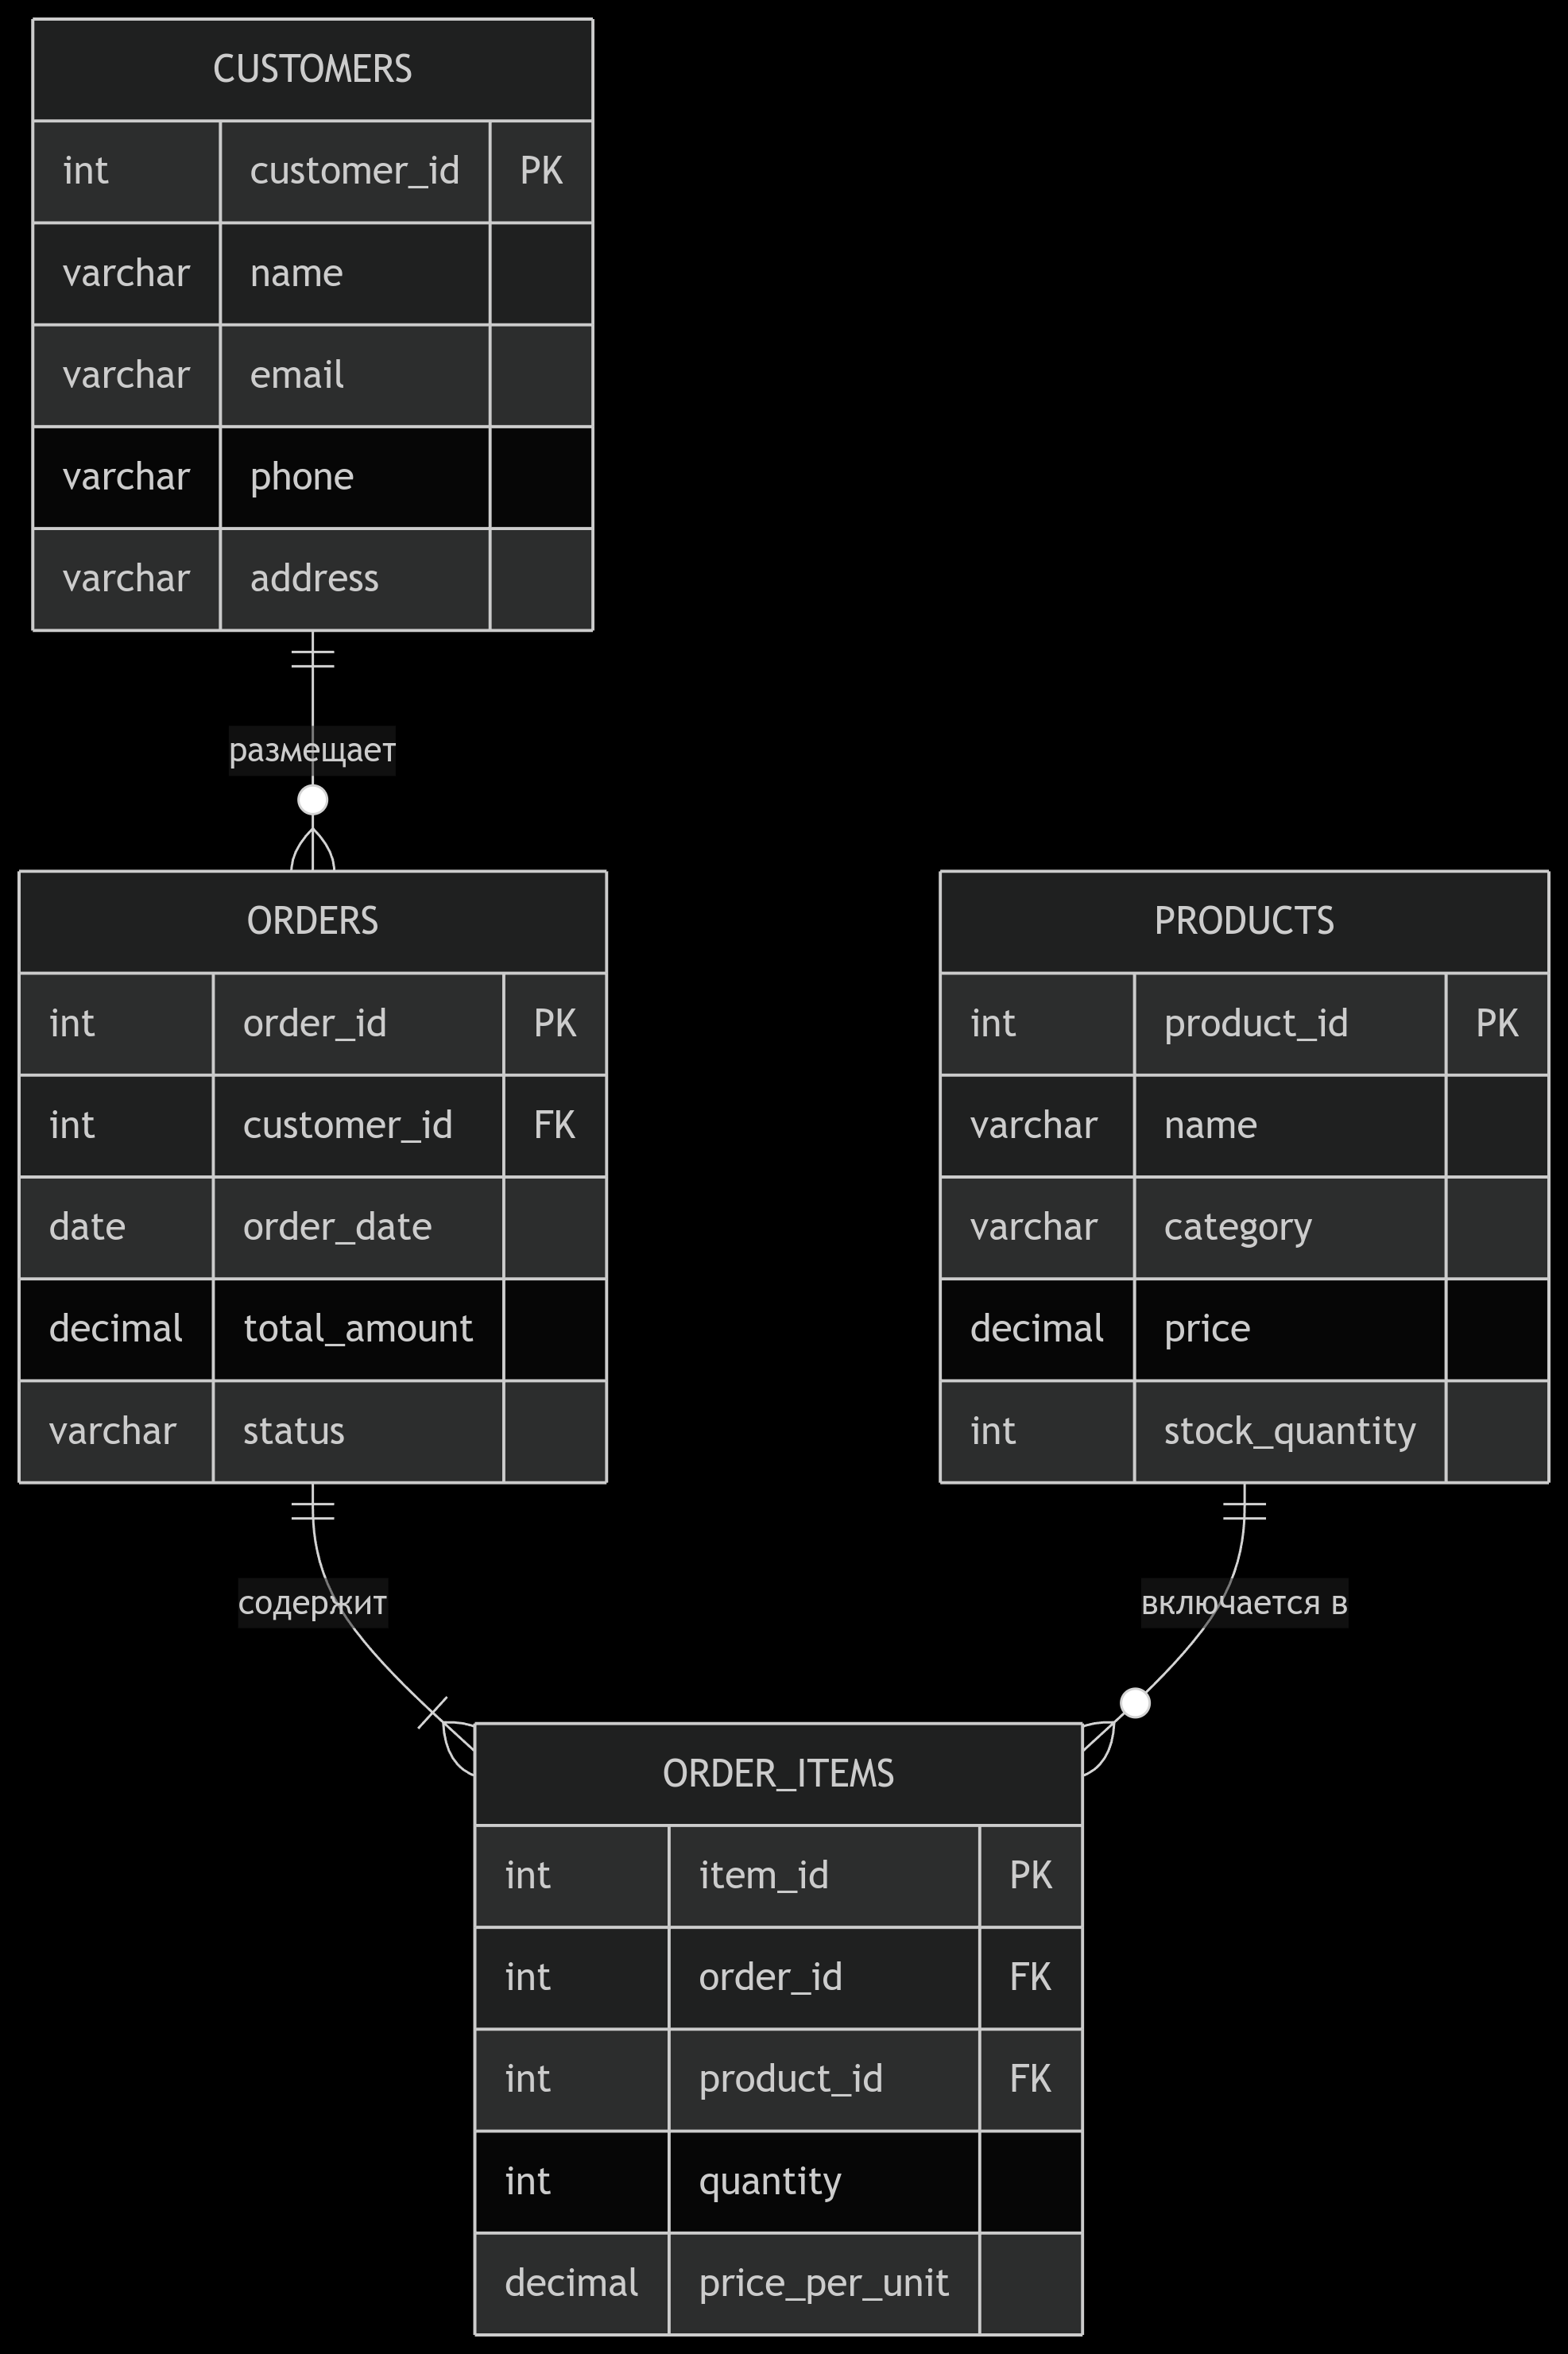 CUSTOMERS
int customer_id PK
varchar name
varchar email
varchar phone
varchar address
размещает
ORDERS
int order_id PK
int customer_id FK
date order_date
decimal total_amount
varchar status
PRODUCTS
int product_id PK
varchar name
varchar category
decimal price
int stock_quantity
содержит
включается в
ORDER_ITEMS
int item_id PK
int order_id FK
int product_id FK
int quantity
decimal price_per_unit